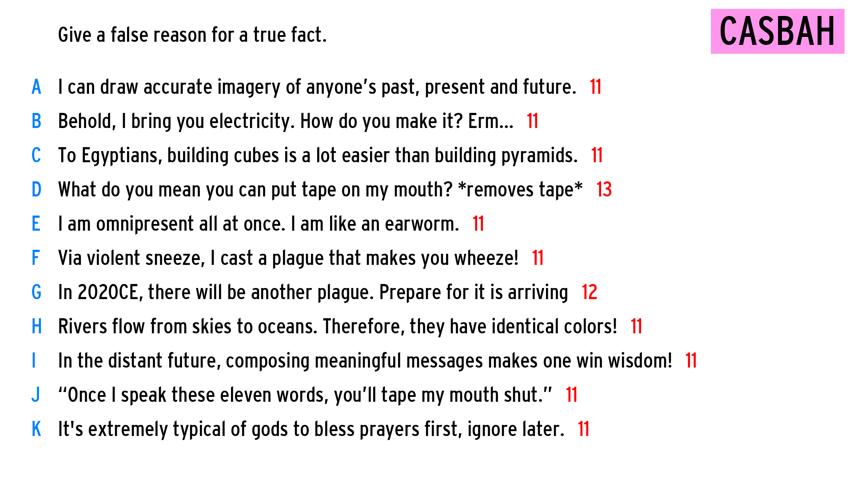 Give a false reason for a true fact.
CASBAH
A I can draw accurate imagery of anyone’s past, present and future. 11
B Behold, I bring you electricity. How do you make it? Erm... 11
C To Egyptians, building cubes is a lot easier than building pyramids. 11
D What do you mean you can put tape on my mouth? *removes tape* 13
E I am omnipresent all at once. I am like an earworm. 11
F Via violent sneeze, I cast a plague that makes you wheeze! 11
G In 2020CE, there will be another plague. Prepare for it is arriving 12
H Rivers flow from skies to oceans. Therefore, they have identical colors! 11
I In the distant future, composing meaningful messages makes one win wisdom! 11
J “Once I speak these eleven words, you’ll tape my mouth shut.” 11
K It's extremely typical of gods to bless prayers first, ignore later. 11